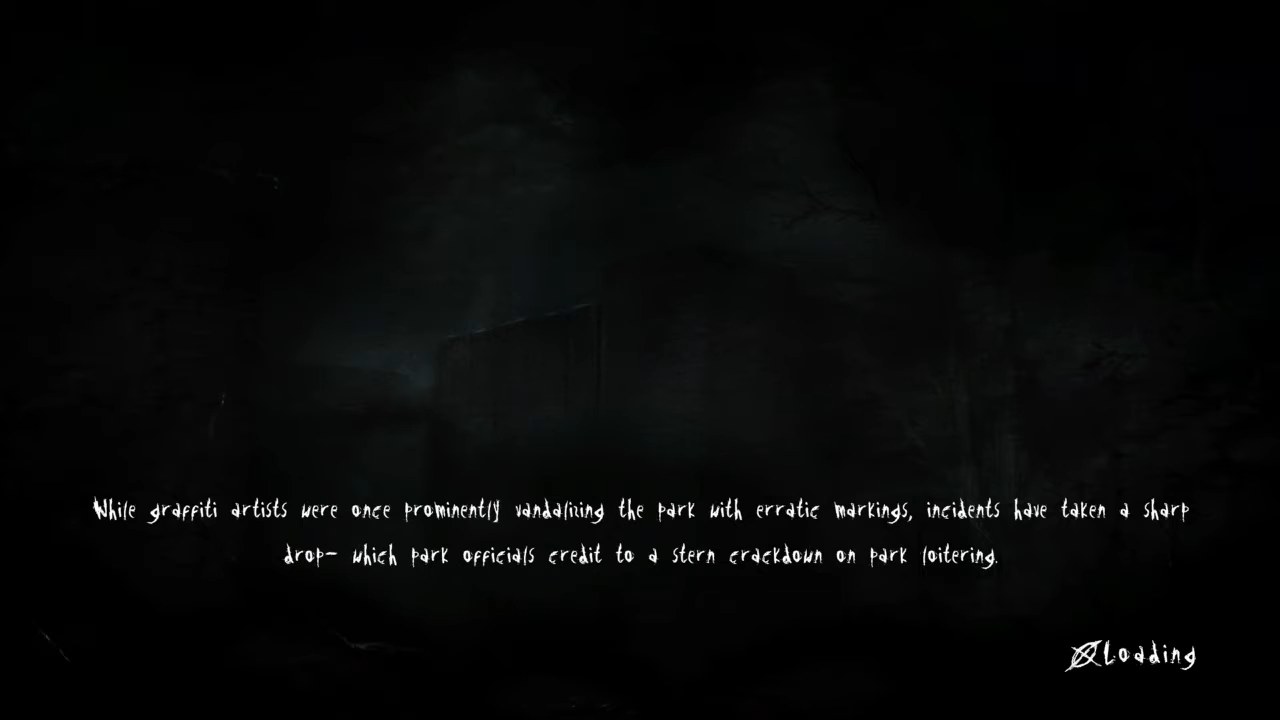 While graffiti artists were once prominently vandalizing the park with erratic markings, incidents have taken a sharp
drop- which park officials credit to a stern crackdown on park loitering.
Loading